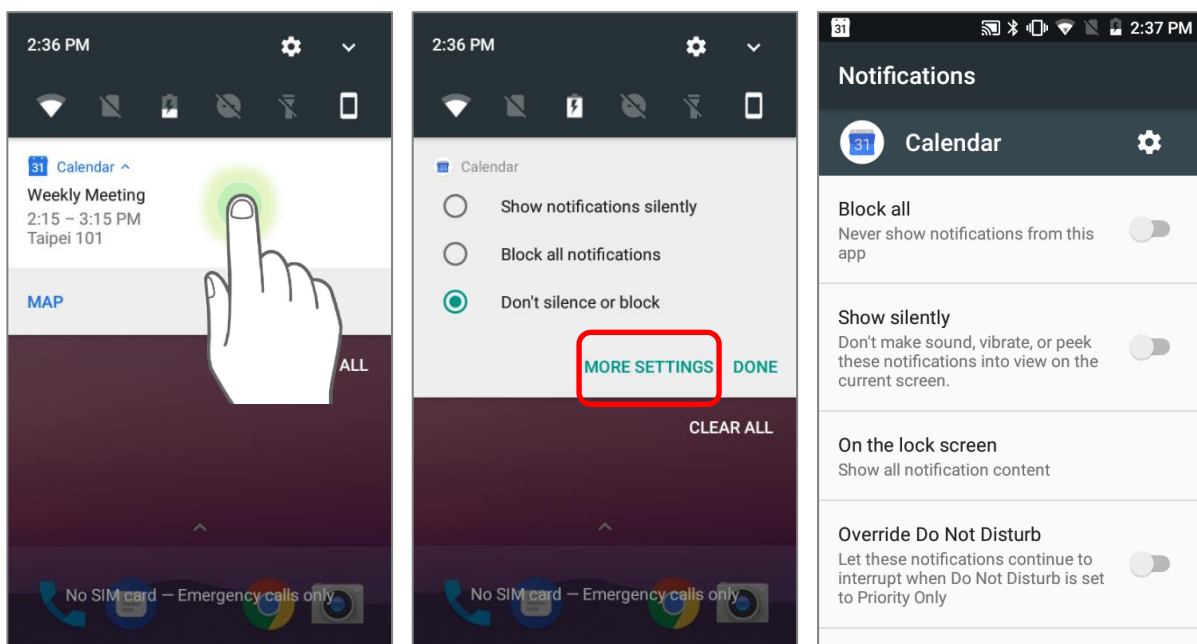 2:36 PM
31 Calendar
Weekly Meeting
2:15 – 3:15 PM
Taipei 101
MAP
ALL
No SIM card — Emergency calls only
2:36 PM
31 Calendar
Show notifications silently
Block all notifications
Don't silence or block
MORE SETTINGS DONE
CLEAR ALL
No SIM card — Emergency calls only
31 2:37 PM
Notifications
31 Calendar
Block all
Never show notifications from this
app
Show silently
Don't make sound, vibrate, or peek
these notifications into view on the
current screen.
On the lock screen
Show all notification content
Override Do Not Disturb
Let these notifications continue to
interrupt when Do Not Disturb is set
to Priority Only